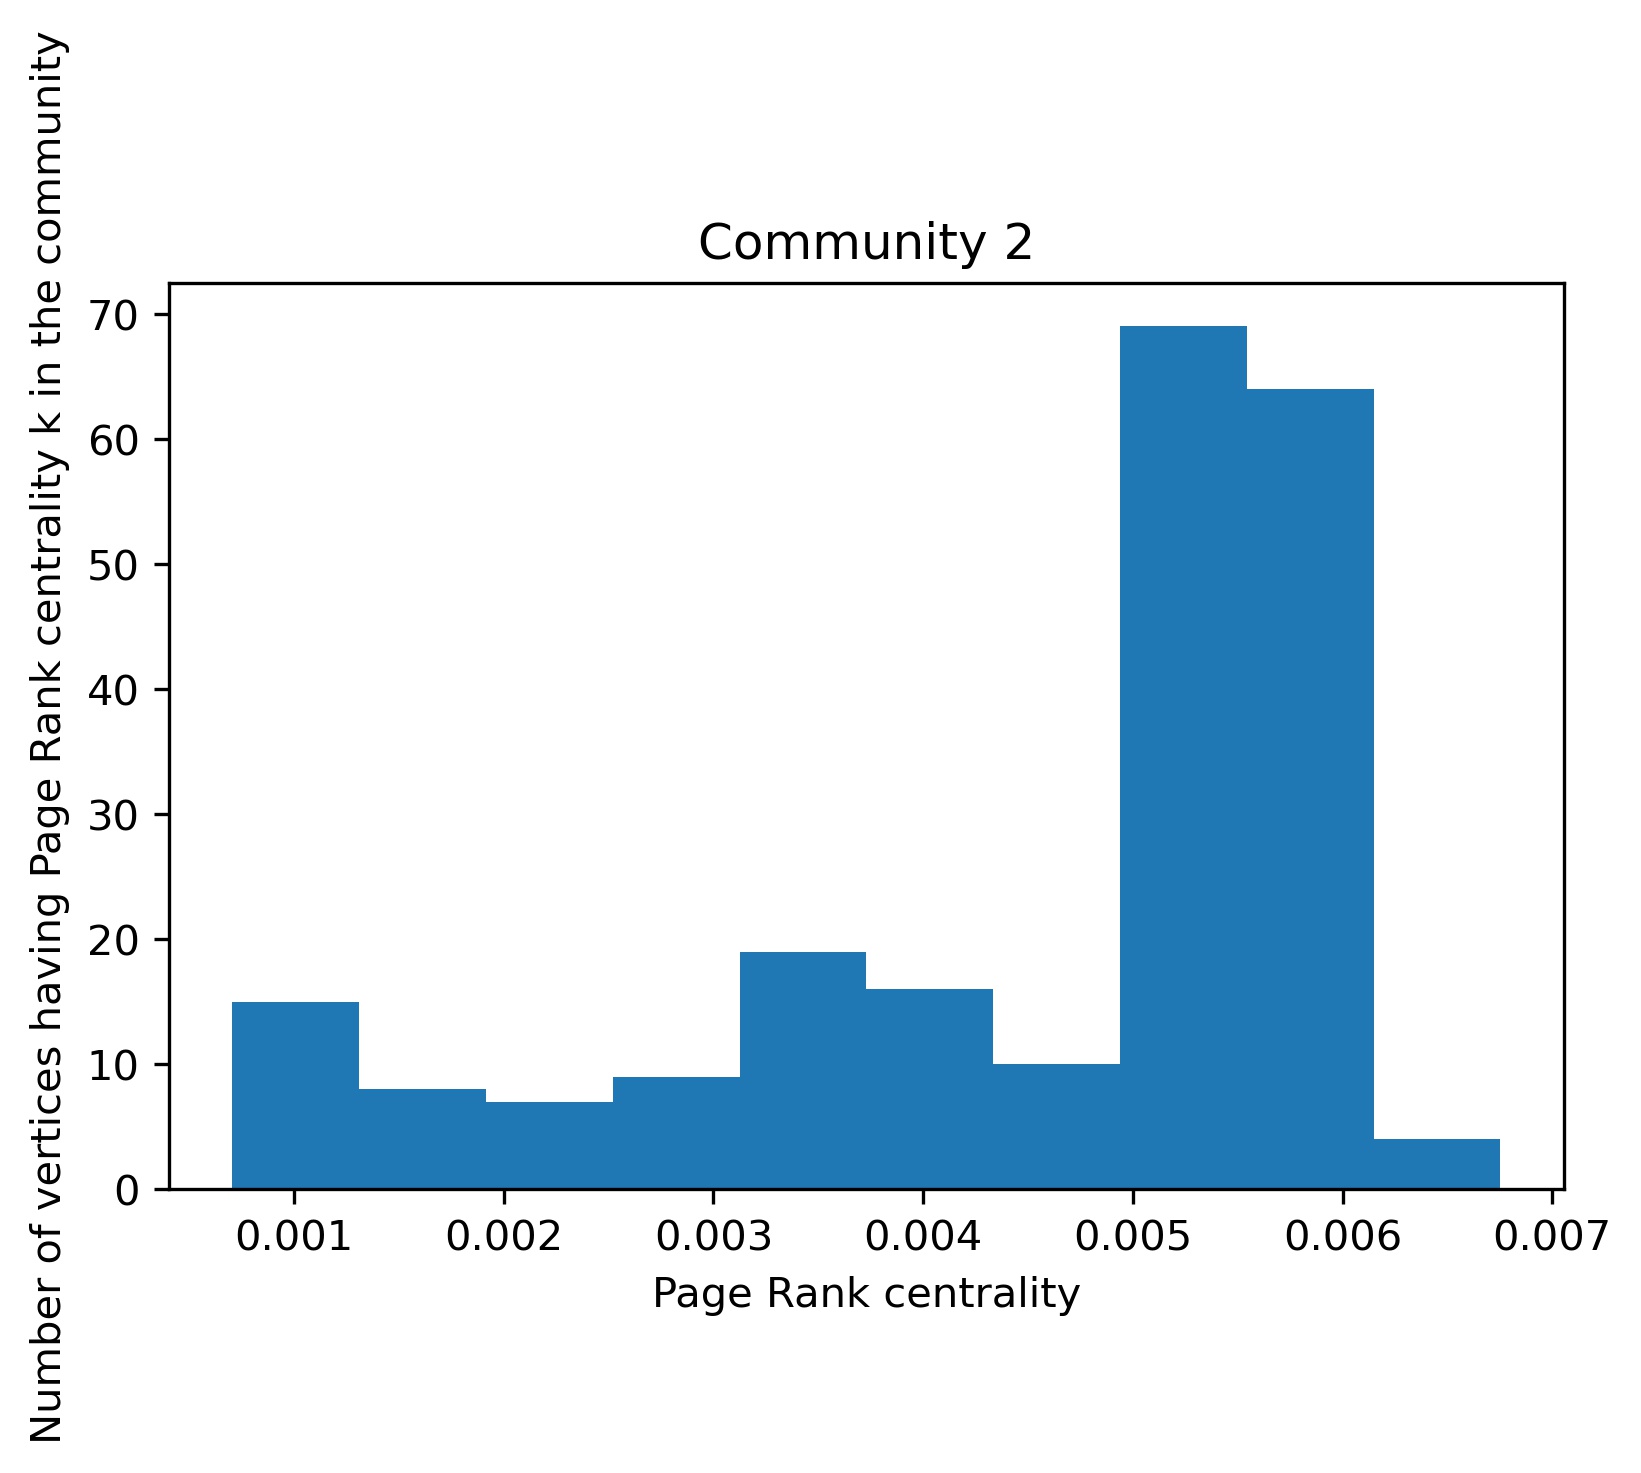 Community 2
Number of vertices having Page Rank centrality k in the community
70
60
50
40
30
20
10
0
0.001 0.002 0.003 0.004 0.005 0.006 0.007
Page Rank centrality